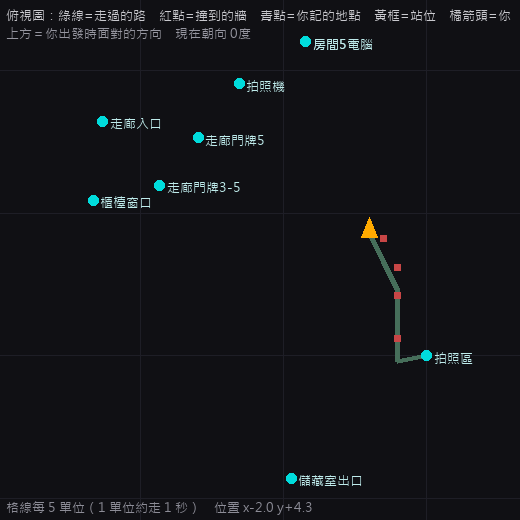 俯視圖：綠線=走過的路　紅點=撞到的牆　青點=你記的地點　黃框=站位　橘箭頭=你
上方＝你出發時面對的方向　現在朝向 0度
房間5電腦
拍照機
走廊入口
走廊門牌5
走廊門牌3-5
櫃檯窗口
拍照區
儲藏室出口
格線每 5 單位 ( 1 單位約走 1 秒 )　位置 x-2.0 y+4.3